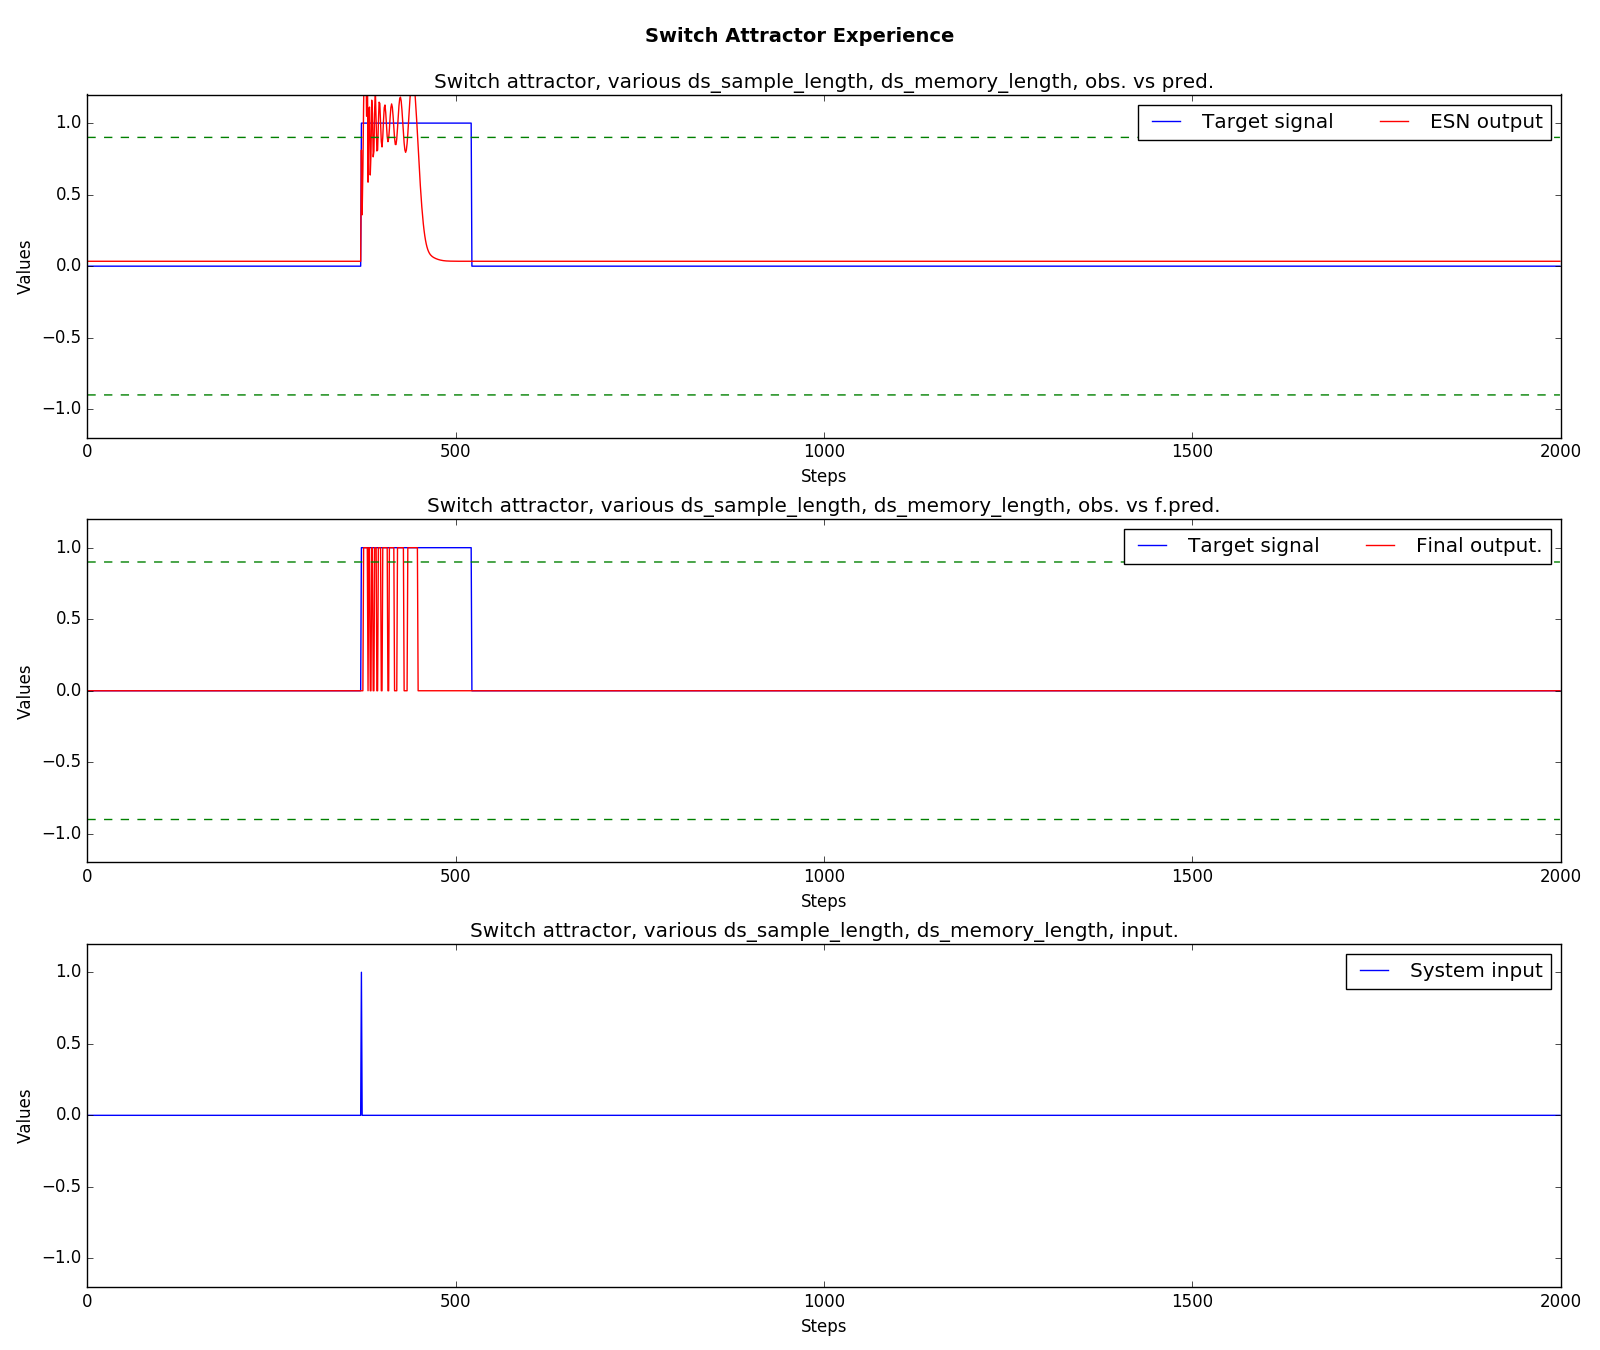 Switch Attractor Experience
Switch attractor, various ds_sample_length, ds_memory_length, obs. vs pred.
Target signal ESN output
1.0
0.5
0.0
−0.5
−1.0
Values
0 500 1000 1500 2000
Steps
Switch attractor, various ds_sample_length, ds_memory_length, obs. vs f.pred.
Target signal Final output.
1.0
0.5
0.0
−0.5
−1.0
Values
0 500 1000 1500 2000
Steps
Switch attractor, various ds_sample_length, ds_memory_length, input.
System input
1.0
0.5
0.0
−0.5
−1.0
Values
0 500 1000 1500 2000
Steps